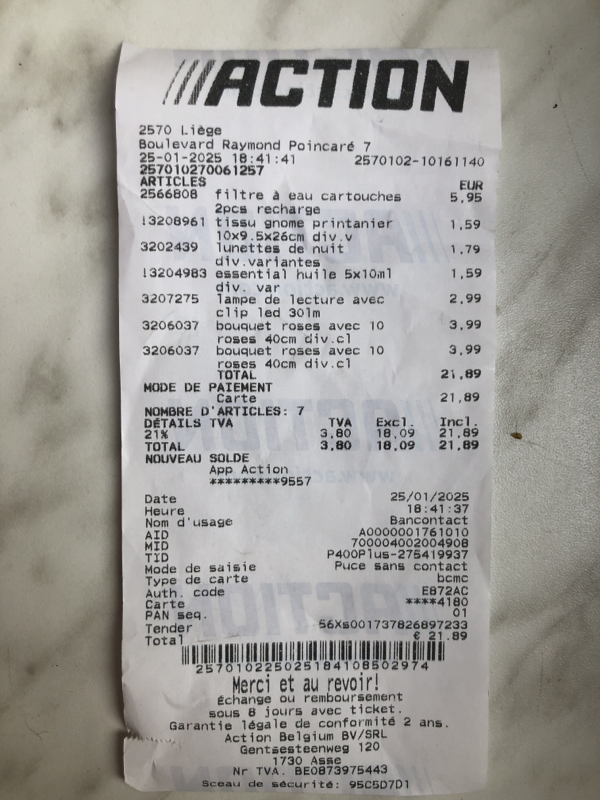 ///ACTION
2570 Liège
Boulevard Raymond Poincaré 7
25-01-2025 18:41:41 2570102-10161140
257010270061257
ARTICLES EUR
2566808 filtre à eau cartouches 5,95
2pcs recharge
!3208961 tissu gnome printanier 1,59
10x9.5x26cm div.v
3202439 lunettes de nuit 1,79
div.variantes
!3204983 essential huile 5x10ml 1,59
div. var
3207275 lampe de lecture avec 2,99
clip led 30lm
3206037 bouquet roses avec 10 3,99
roses 40cm div.cl
3206037 bouquet roses avec 10 3,99
roses 40cm div.cl
TOTAL 21,89
MODE DE PAIEMENT
Carte 21,89
NOMBRE D'ARTICLES: 7
DÉTAILS TVA TVA Excl. Incl.
21% 3,80 18,09 21,89
TOTAL 3,80 18,09 21,89
NOUVEAU SOLDE
App Action
*********9557
Date 25/01/2025
Heure 18:41:37
Nom d'usage Bancontact
AID A0000001761010
MID 700004002004908
TID P400Plus-275419937
Mode de saisie Puce sans contact
Type de carte bcmc
Auth. code E872AC
Carte ****4180
PAN seq. 01
Tender 56Xs001737826897233
Total € 21.89
257010225025184108502974
Merci et au revoir!
Échange ou remboursement
sous 8 jours avec ticket.
Garantie légale de conformité 2 ans.
Action Belgium BV/SRL
Gentsesteenweg 120
1730 Asse
Nr TVA. BE0873975443
Sceau de sécurité: 95C5D7D1